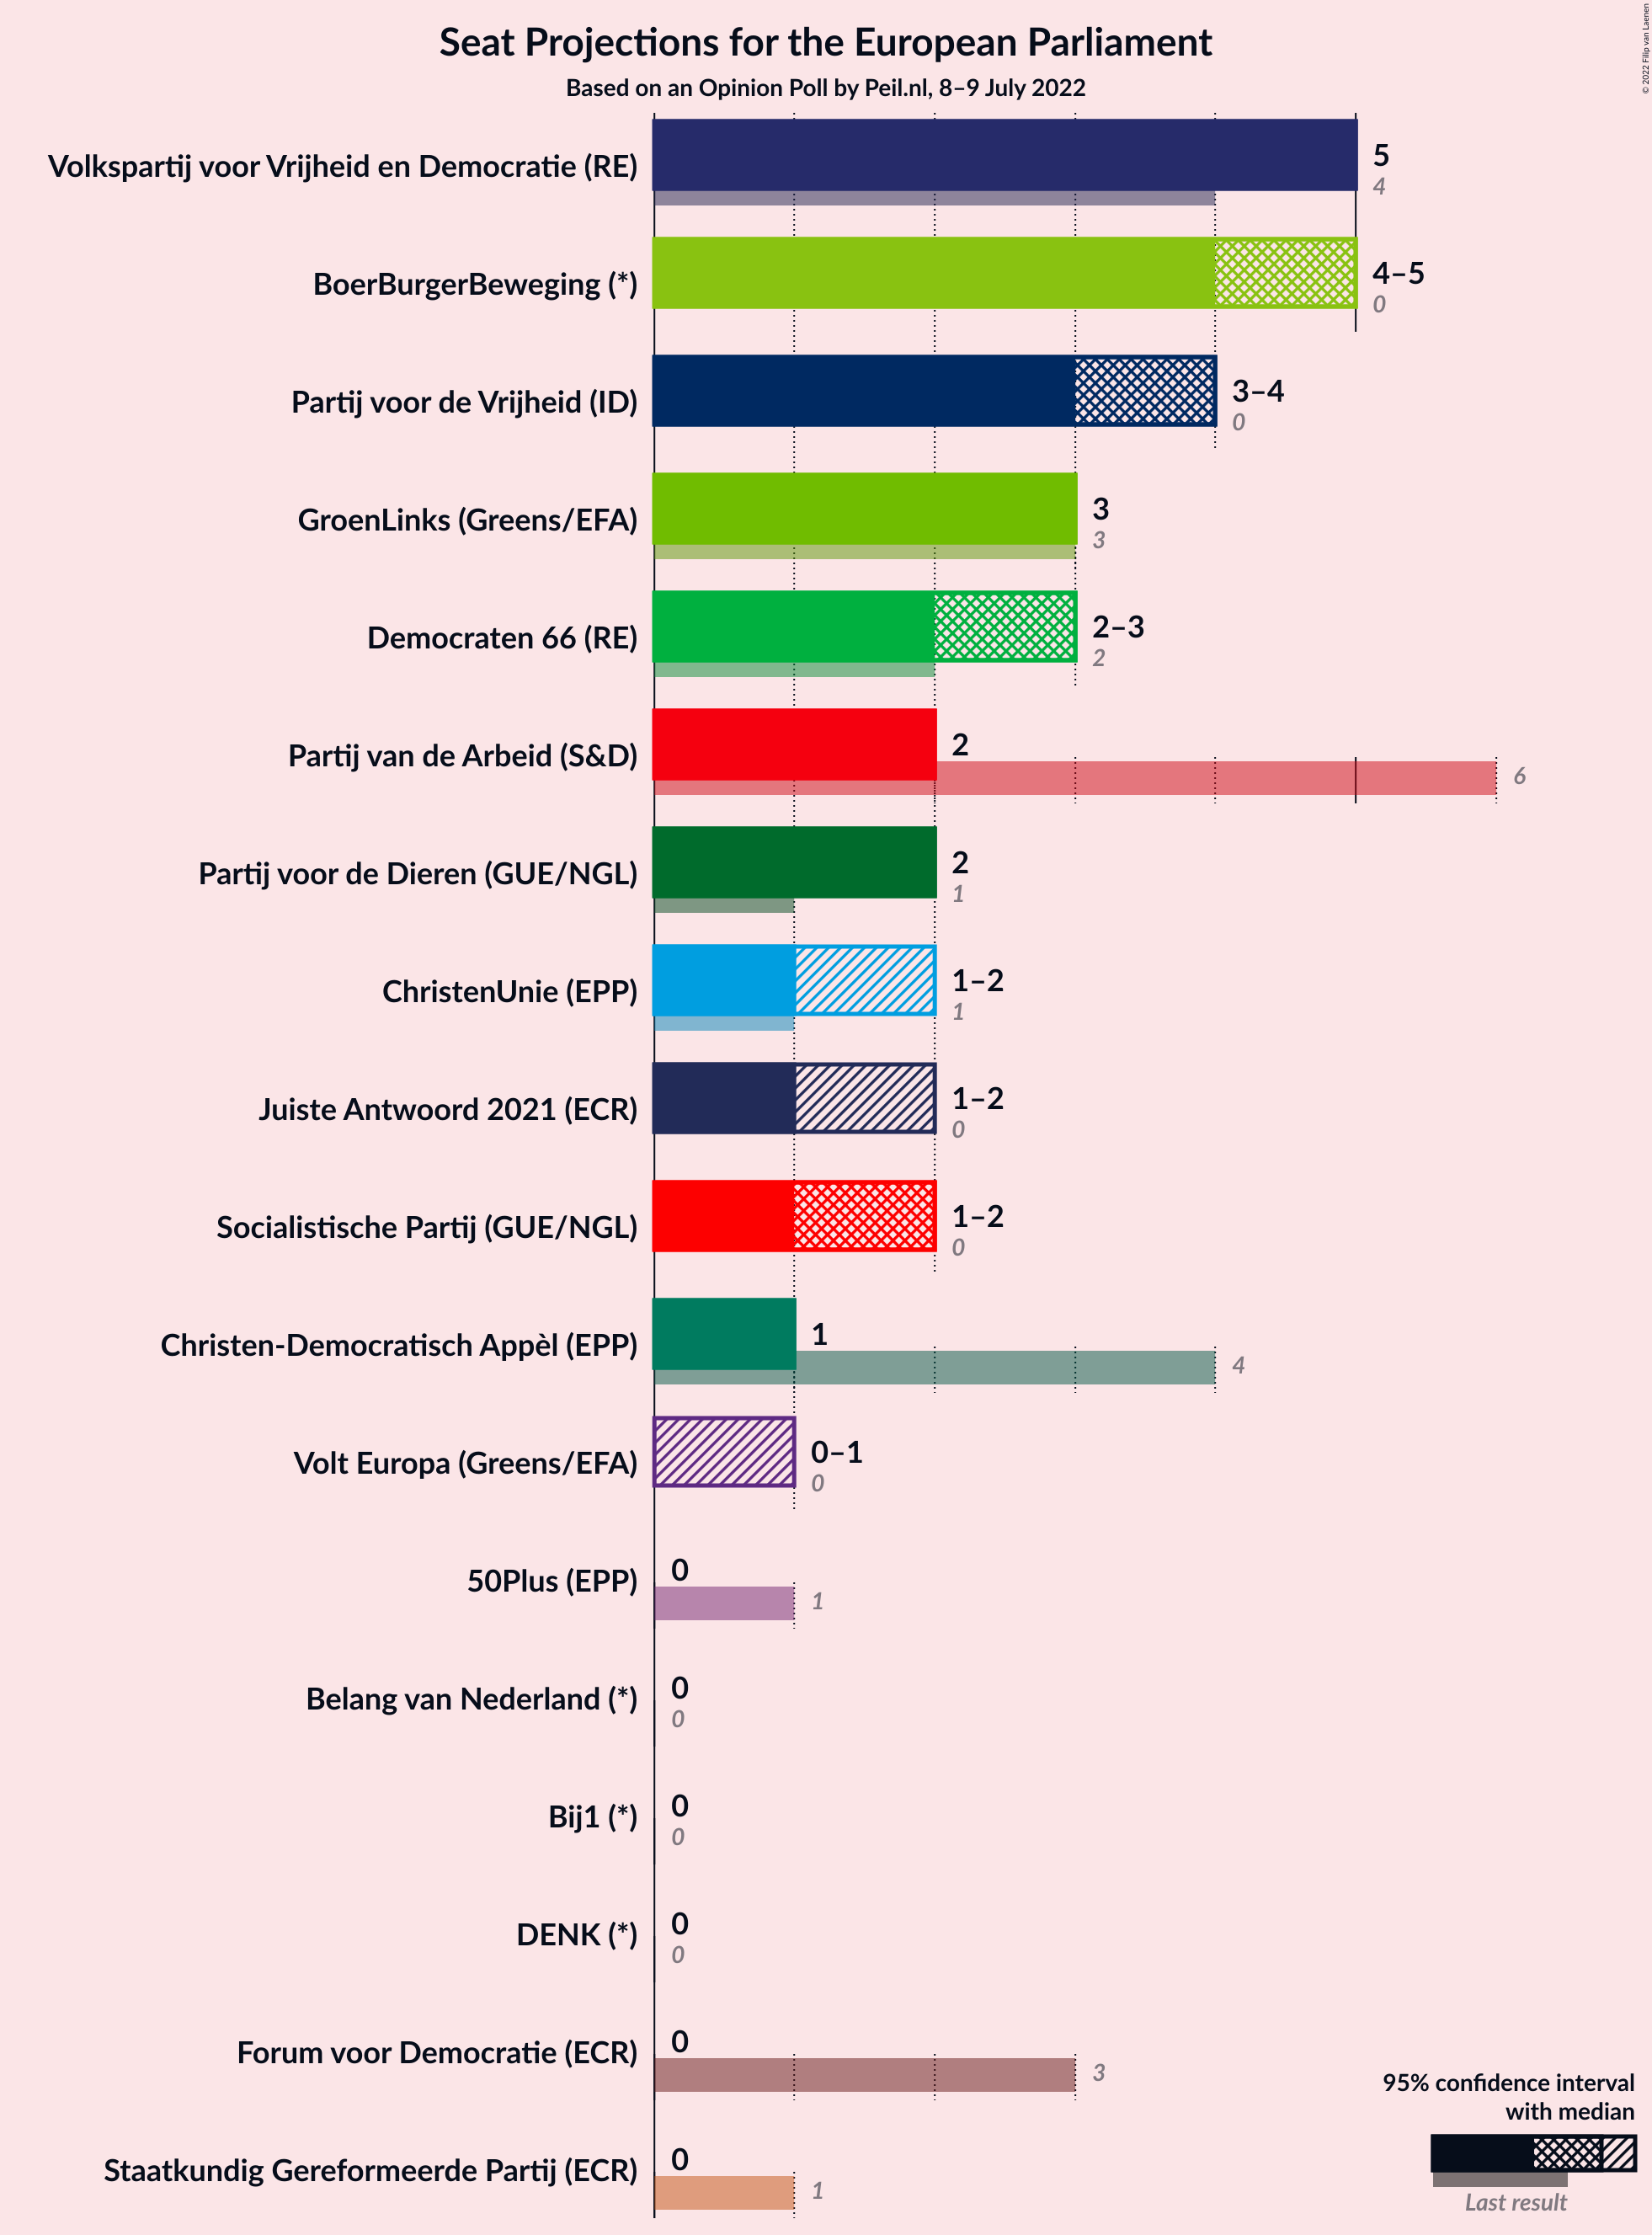 Seat Projections for the European Parliament
Based on an Opinion Poll by Peil.nl, 8–9 July 2022
© 2022 Filip van Laenen
Volkspartij voor Vrijheid en Democratie (RE)
5
4
BoerBurgerBeweging (*)
4–5
0
Partij voor de Vrijheid (ID)
3–4
0
GroenLinks (Greens/EFA)
3
3
Democraten 66 (RE)
2–3
2
Partij van de Arbeid (S&D)
2
6
Partij voor de Dieren (GUE/NGL)
2
1
ChristenUnie (EPP)
1–2
1
Juiste Antwoord 2021 (ECR)
1–2
0
Socialistische Partij (GUE/NGL)
1–2
0
Christen-Democratisch Appèl (EPP)
1
4
Volt Europa (Greens/EFA)
0–1
0
50Plus (EPP)
0
1
Belang van Nederland (*)
0
0
Bij1 (*)
0
0
DENK (*)
0
0
Forum voor Democratie (ECR)
0
3
Staatkundig Gereformeerde Partij (ECR)
0
1
95% confidence interval
with median
Last result